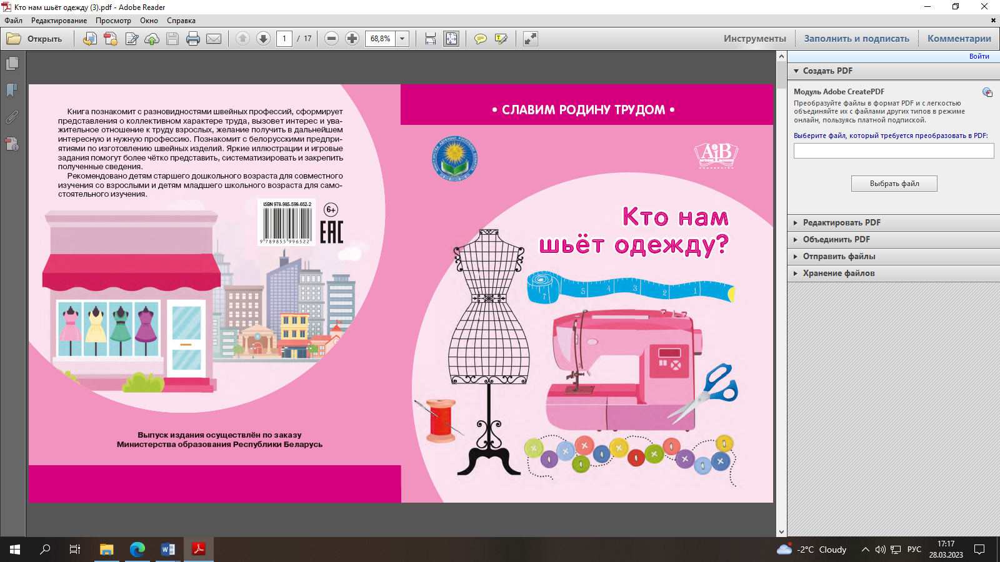 Кто нам шьёт одежду (3).pdf - Adobe Reader
Файл Редактирование Просмотр Окно Справка
Открыть 1 / 17 68,8% Инструменты Заполнить и подписать Комментарии
Войти
Создать PDF
Модуль Adobe CreatePDF
Преобразуйте файлы в формат PDF и с легкостью
объединяйте их с файлами других типов в режиме
онлайн, пользуясь платной подпиской.
Выберите файл, который требуется преобразовать в PDF:
Выбрать файл
Редактировать PDF
Объединить PDF
Отправить файлы
Хранение файлов
Книга познакомит с разновидностями швейных профессий, сформирует
представления о коллективном характере труда, вызовет интерес и ува-
жительное отношение к труду взрослых, желание получить в дальнейшем
интересную и нужную профессию. Познакомит с белорусскими предпри-
ятиями по изготовлению швейных изделий. Яркие иллюстрации и игровые
задания помогут более чётко представить, систематизировать и закрепить
полученные сведения.
Рекомендовано детям старшего дошкольного возраста для совместного
изучения со взрослыми и детям младшего школьного возраста для само-
стоятельного изучения.
ISBN 978-985-599-652-2
9 789855 996522
6+
EAC
Выпуск издания осуществлён по заказу
Министерства образования Республики Беларусь
• СЛАВИМ РОДИНУ ТРУДОМ •
АіВ
Кто нам
шьёт одежду?
7 5 4 3 2 1
-2°C Cloudy
РУС
17:17
28.03.2023